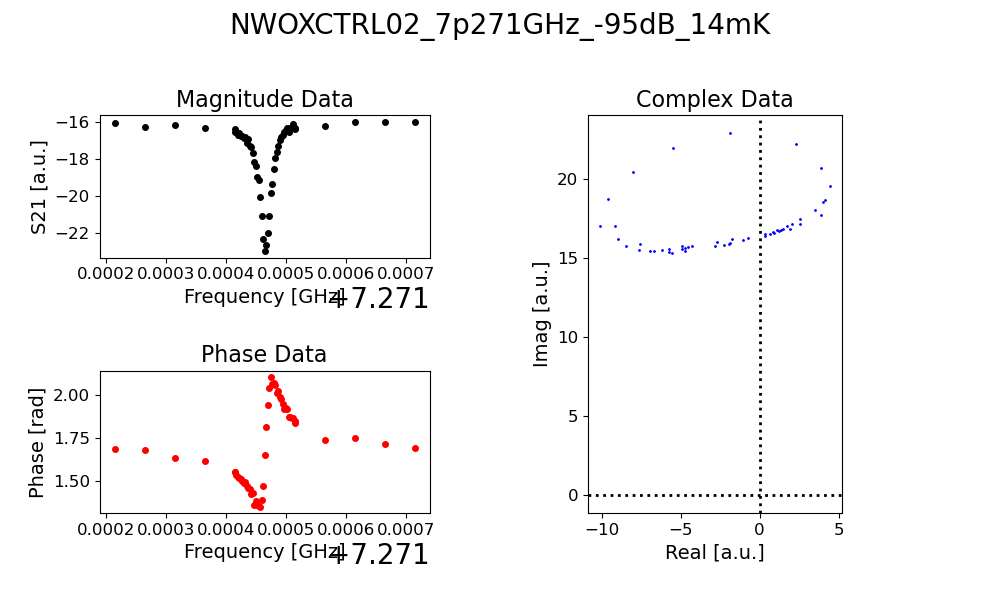 NWOXCTRL02_7p271GHz_-95dB_14mK
Magnitude Data
S21 [a.u.]
−16
−18
−20
−22
0.0002 0.0003 0.0004 0.0005 0.0006 0.0007
Frequency [GHz]
+7.271
Phase Data
Phase [rad]
2.00
1.75
1.50
0.0002 0.0003 0.0004 0.0005 0.0006 0.0007
Frequency [GHz]
+7.271
Complex Data
Imag [a.u.]
20
15
10
5
0
−10 −5 0 5
Real [a.u.]